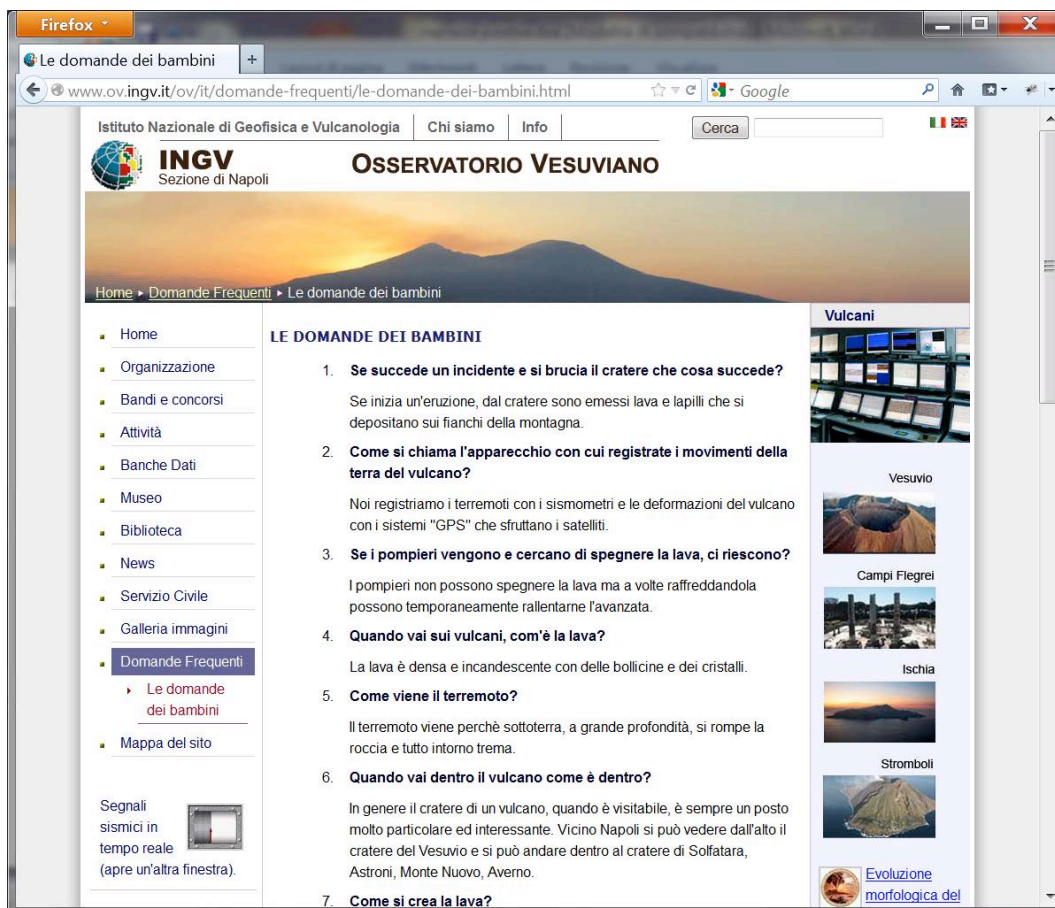 Firefox
Le domande dei bambini
www.ov.ingv.it/ov/it/domande-frequenti/le-domande-dei-bambini.html
Google
Istituto Nazionale di Geofisica e Vulcanologia
Chi siamo
Info
Cerca
INGV
Sezione di Napoli
OSSERVATORIO VESUVIANO
Home ▸ Domande Frequenti ▸ Le domande dei bambini
Home
Organizzazione
Bandi e concorsi
Attività
Banche Dati
Museo
Biblioteca
News
Servizio Civile
Galleria immagini
Domande Frequenti
Le domande
dei bambini
Mappa del sito
Segnali
sismici in
tempo reale
(apre un'altra finestra).
LE DOMANDE DEI BAMBINI
1. Se succede un incidente e si brucia il cratere che cosa succede?
Se inizia un'eruzione, dal cratere sono emessi lava e lapilli che si
depositano sui fianchi della montagna.
2. Come si chiama l'apparecchio con cui registrate i movimenti della
terra del vulcano?
Noi registriamo i terremoti con i sismometri e le deformazioni del vulcano
con i sistemi "GPS" che sfruttano i satelliti.
3. Se i pompieri vengono e cercano di spegnere la lava, ci riescono?
I pompieri non possono spegnere la lava ma a volte raffreddandola
possono temporaneamente rallentarne l'avanzata.
4. Quando vai sui vulcani, com'è la lava?
La lava è densa e incandescente con delle bollicine e dei cristalli.
5. Come viene il terremoto?
Il terremoto viene perchè sottoterra, a grande profondità, si rompe la
roccia e tutto intorno trema.
6. Quando vai dentro il vulcano come è dentro?
In genere il cratere di un vulcano, quando è visitabile, è sempre un posto
molto particolare ed interessante. Vicino Napoli si può vedere dall'alto il
cratere del Vesuvio e si può andare dentro al cratere di Solfatara,
Astroni, Monte Nuovo, Averno.
7. Come si crea la lava?
Vulcani
Vesuvio
Campi Flegrei
Ischia
Stromboli
Evoluzione
morfologica del